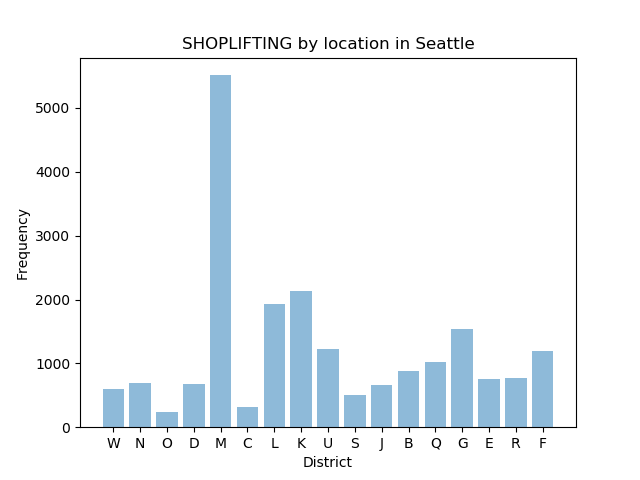 SHOPLIFTING by location in Seattle
5000
4000
3000
2000
1000
0
Frequency
W N O D M C L K U S J B Q G E R F
District